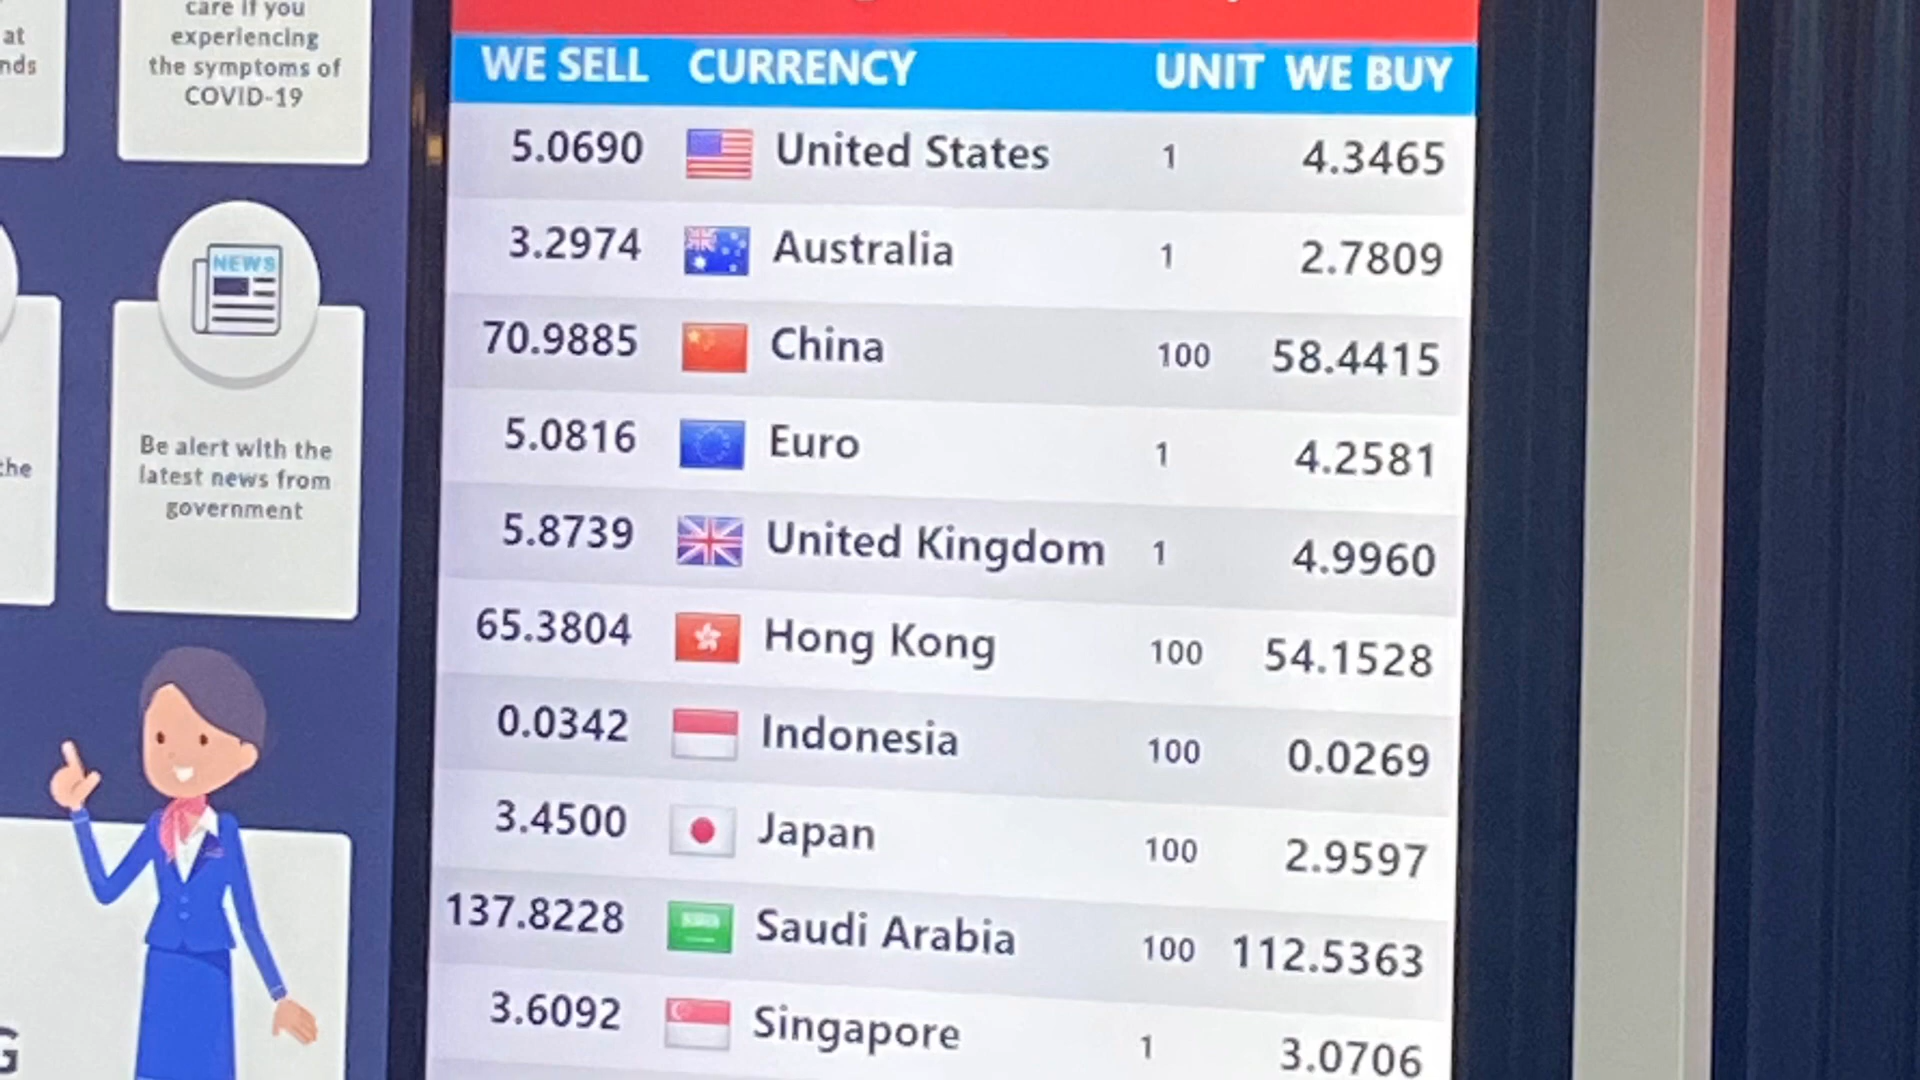 care if you
experiencing
the symptoms of
COVID-19
at
nds
NEWS
Be alert with the
latest news from
government
the
G
WE SELL CURRENCY UNIT WE BUY
5.0690 United States 1 4.3465
3.2974 Australia 1 2.7809
70.9885 China 100 58.4415
5.0816 Euro 1 4.2581
5.8739 United Kingdom 1 4.9960
65.3804 Hong Kong 100 54.1528
0.0342 Indonesia 100 0.0269
3.4500 Japan 100 2.9597
137.8228 Saudi Arabia 100 112.5363
3.6092 Singapore 1 3.0706